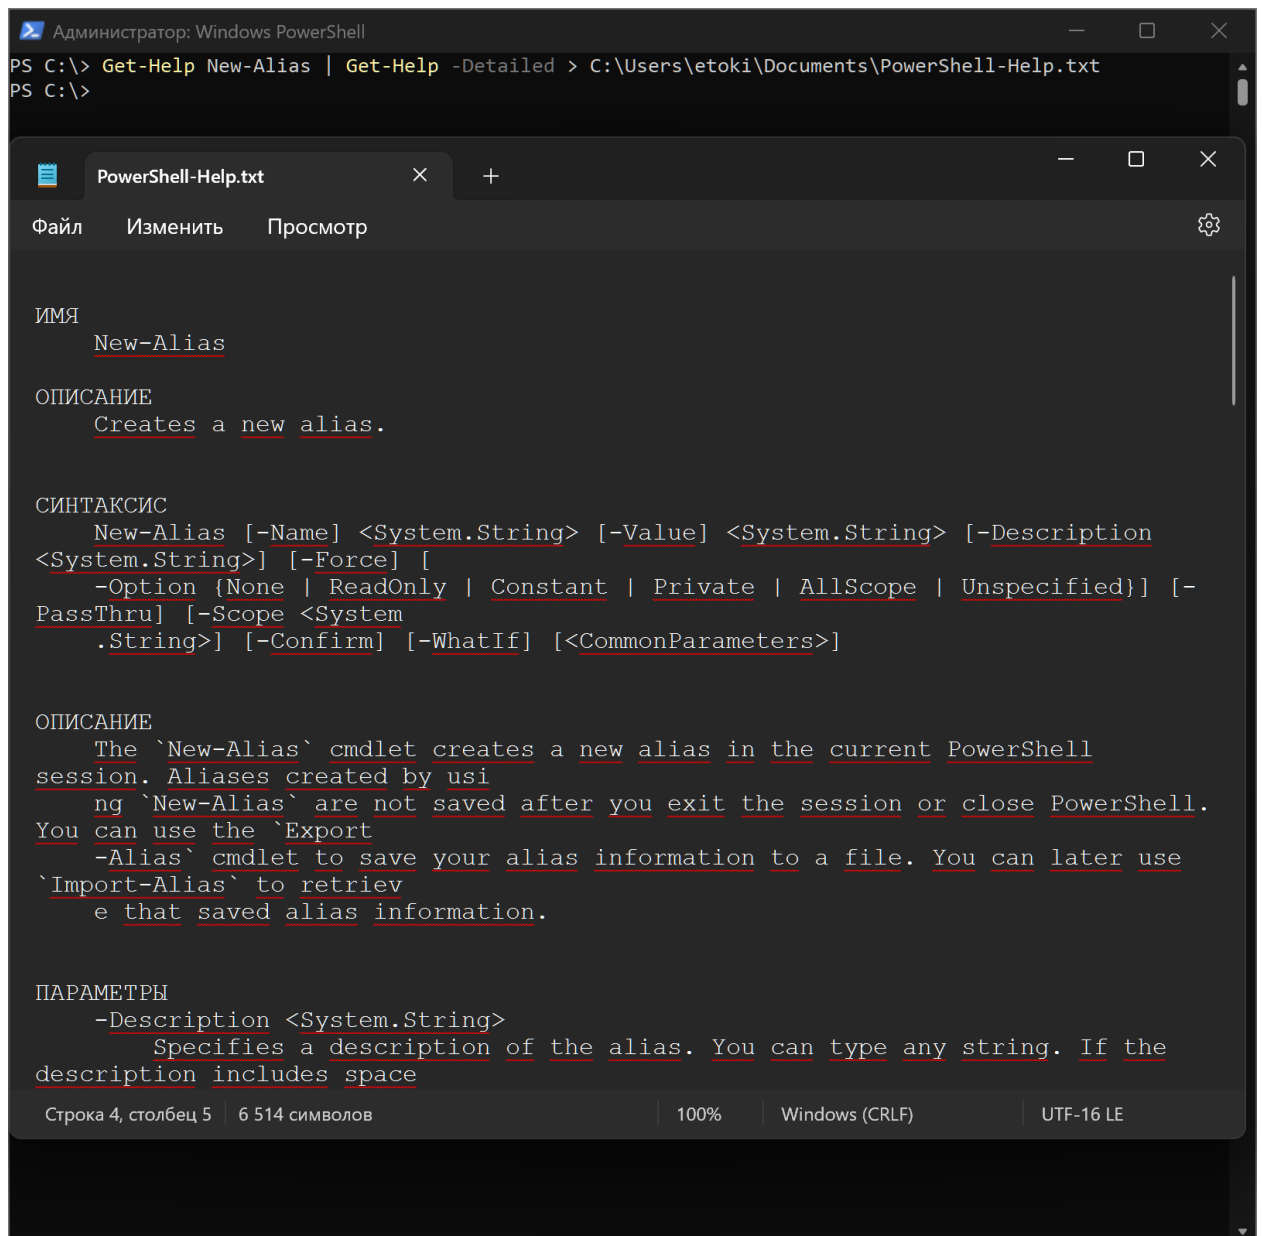 Администратор: Windows PowerShell
PS C:\> Get-Help New-Alias | Get-Help -Detailed > C:\Users\etoki\Documents\PowerShell-Help.txt
PS C:\>
PowerShell-Help.txt
Файл Изменить Просмотр
ИМЯ
New-Alias
ОПИСАНИЕ
Creates a new alias.
СИНТАКСИС
New-Alias [-Name] <System.String> [-Value] <System.String> [-Description
<System.String>] [-Force] [
-Option {None | ReadOnly | Constant | Private | AllScope | Unspecified}] [-
PassThru] [-Scope <System
.String>] [-Confirm] [-WhatIf] [<CommonParameters>]
ОПИСАНИЕ
The `New-Alias` cmdlet creates a new alias in the current PowerShell
session. Aliases created by usi
ng `New-Alias` are not saved after you exit the session or close PowerShell.
You can use the `Export
-Alias` cmdlet to save your alias information to a file. You can later use
`Import-Alias` to retriev
e that saved alias information.
ПАРАМЕТРЫ
-Description <System.String>
Specifies a description of the alias. You can type any string. If the
description includes space
Строка 4, столбец 5 6 514 символов 100% Windows (CRLF) UTF-16 LE